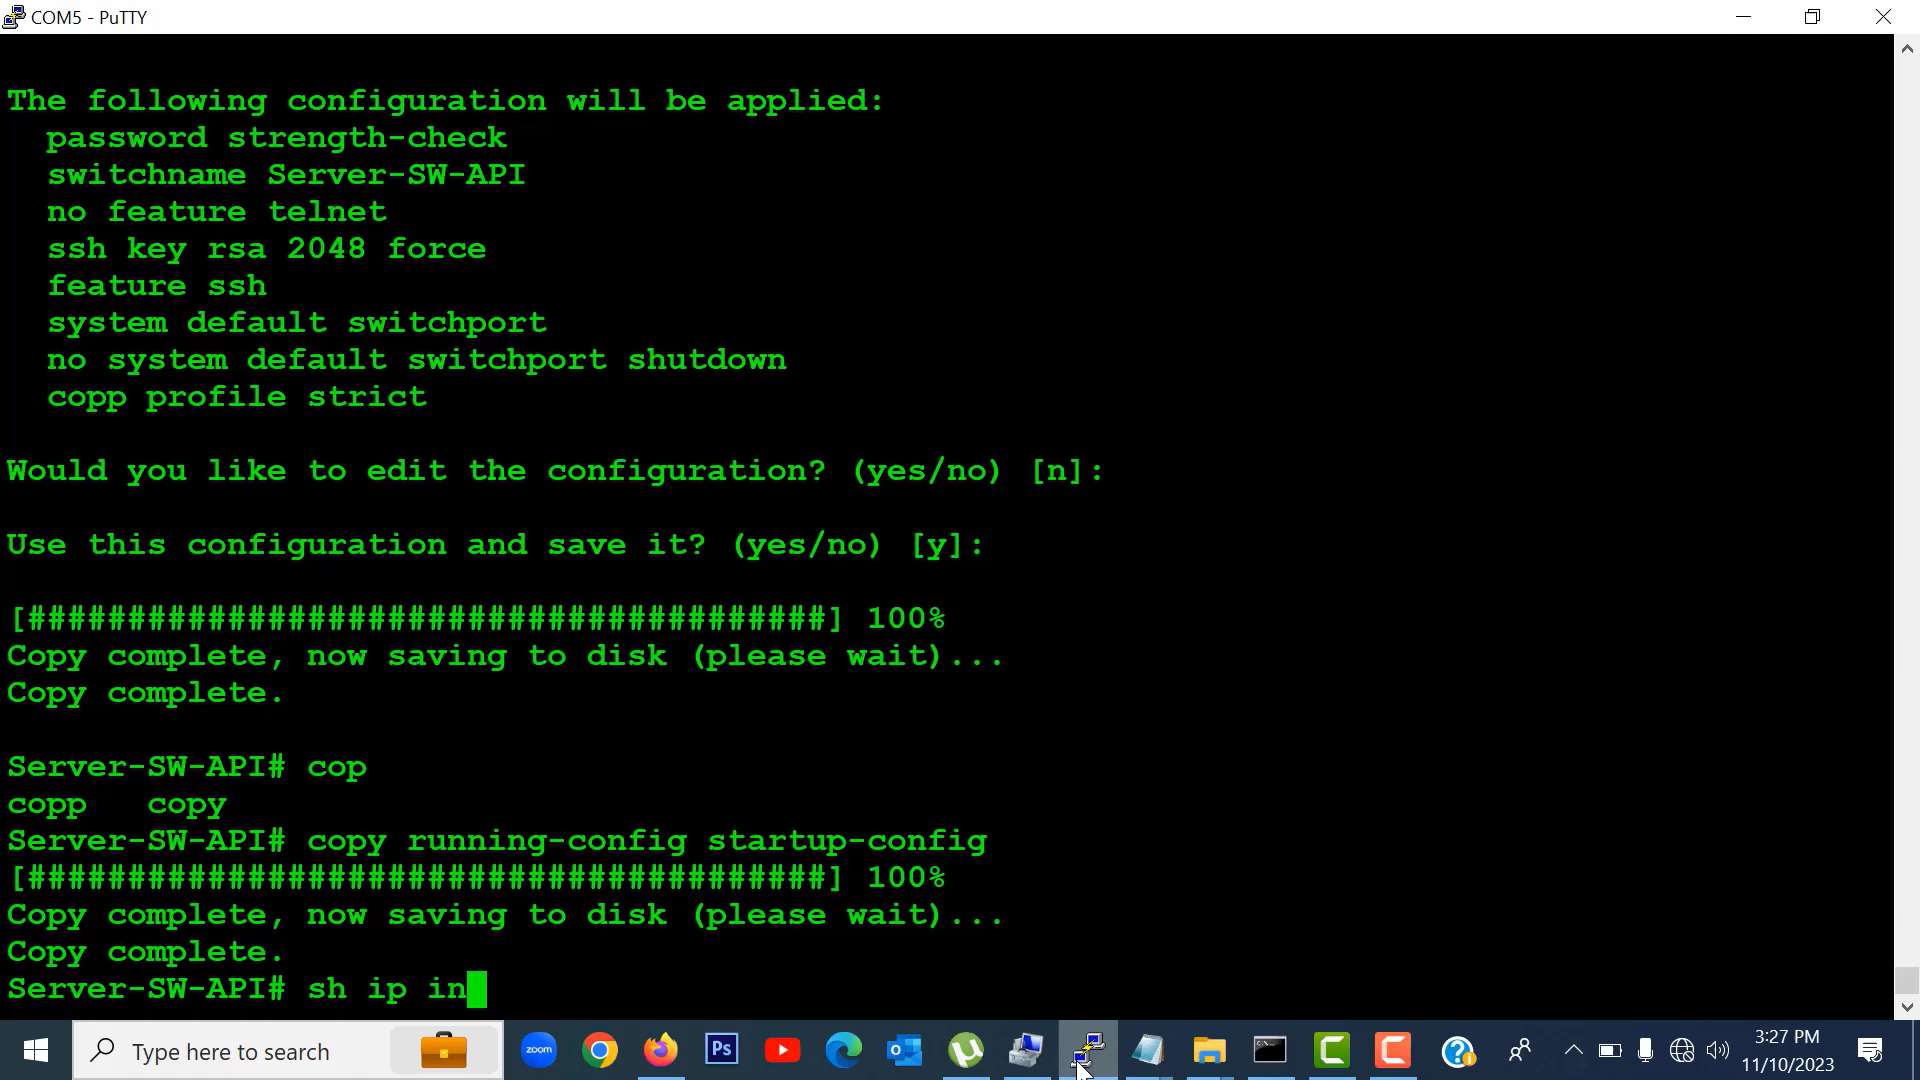 COM5 - PuTTY
The following configuration will be applied:
password strength-check
switchname Server-SW-API
no feature telnet
ssh key rsa 2048 force
feature ssh
system default switchport
no system default switchport shutdown
copp profile strict
Would you like to edit the configuration? (yes/no) [n]:
Use this configuration and save it? (yes/no) [y]:
[########################################] 100%
Copy complete, now saving to disk (please wait)...
Copy complete.
Server-SW-API# cop
copp   copy
Server-SW-API# copy running-config startup-config
[########################################] 100%
Copy complete, now saving to disk (please wait)...
Copy complete.
Server-SW-API# sh ip in
Type here to search
zoom
Ps
3:27 PM
11/10/2023